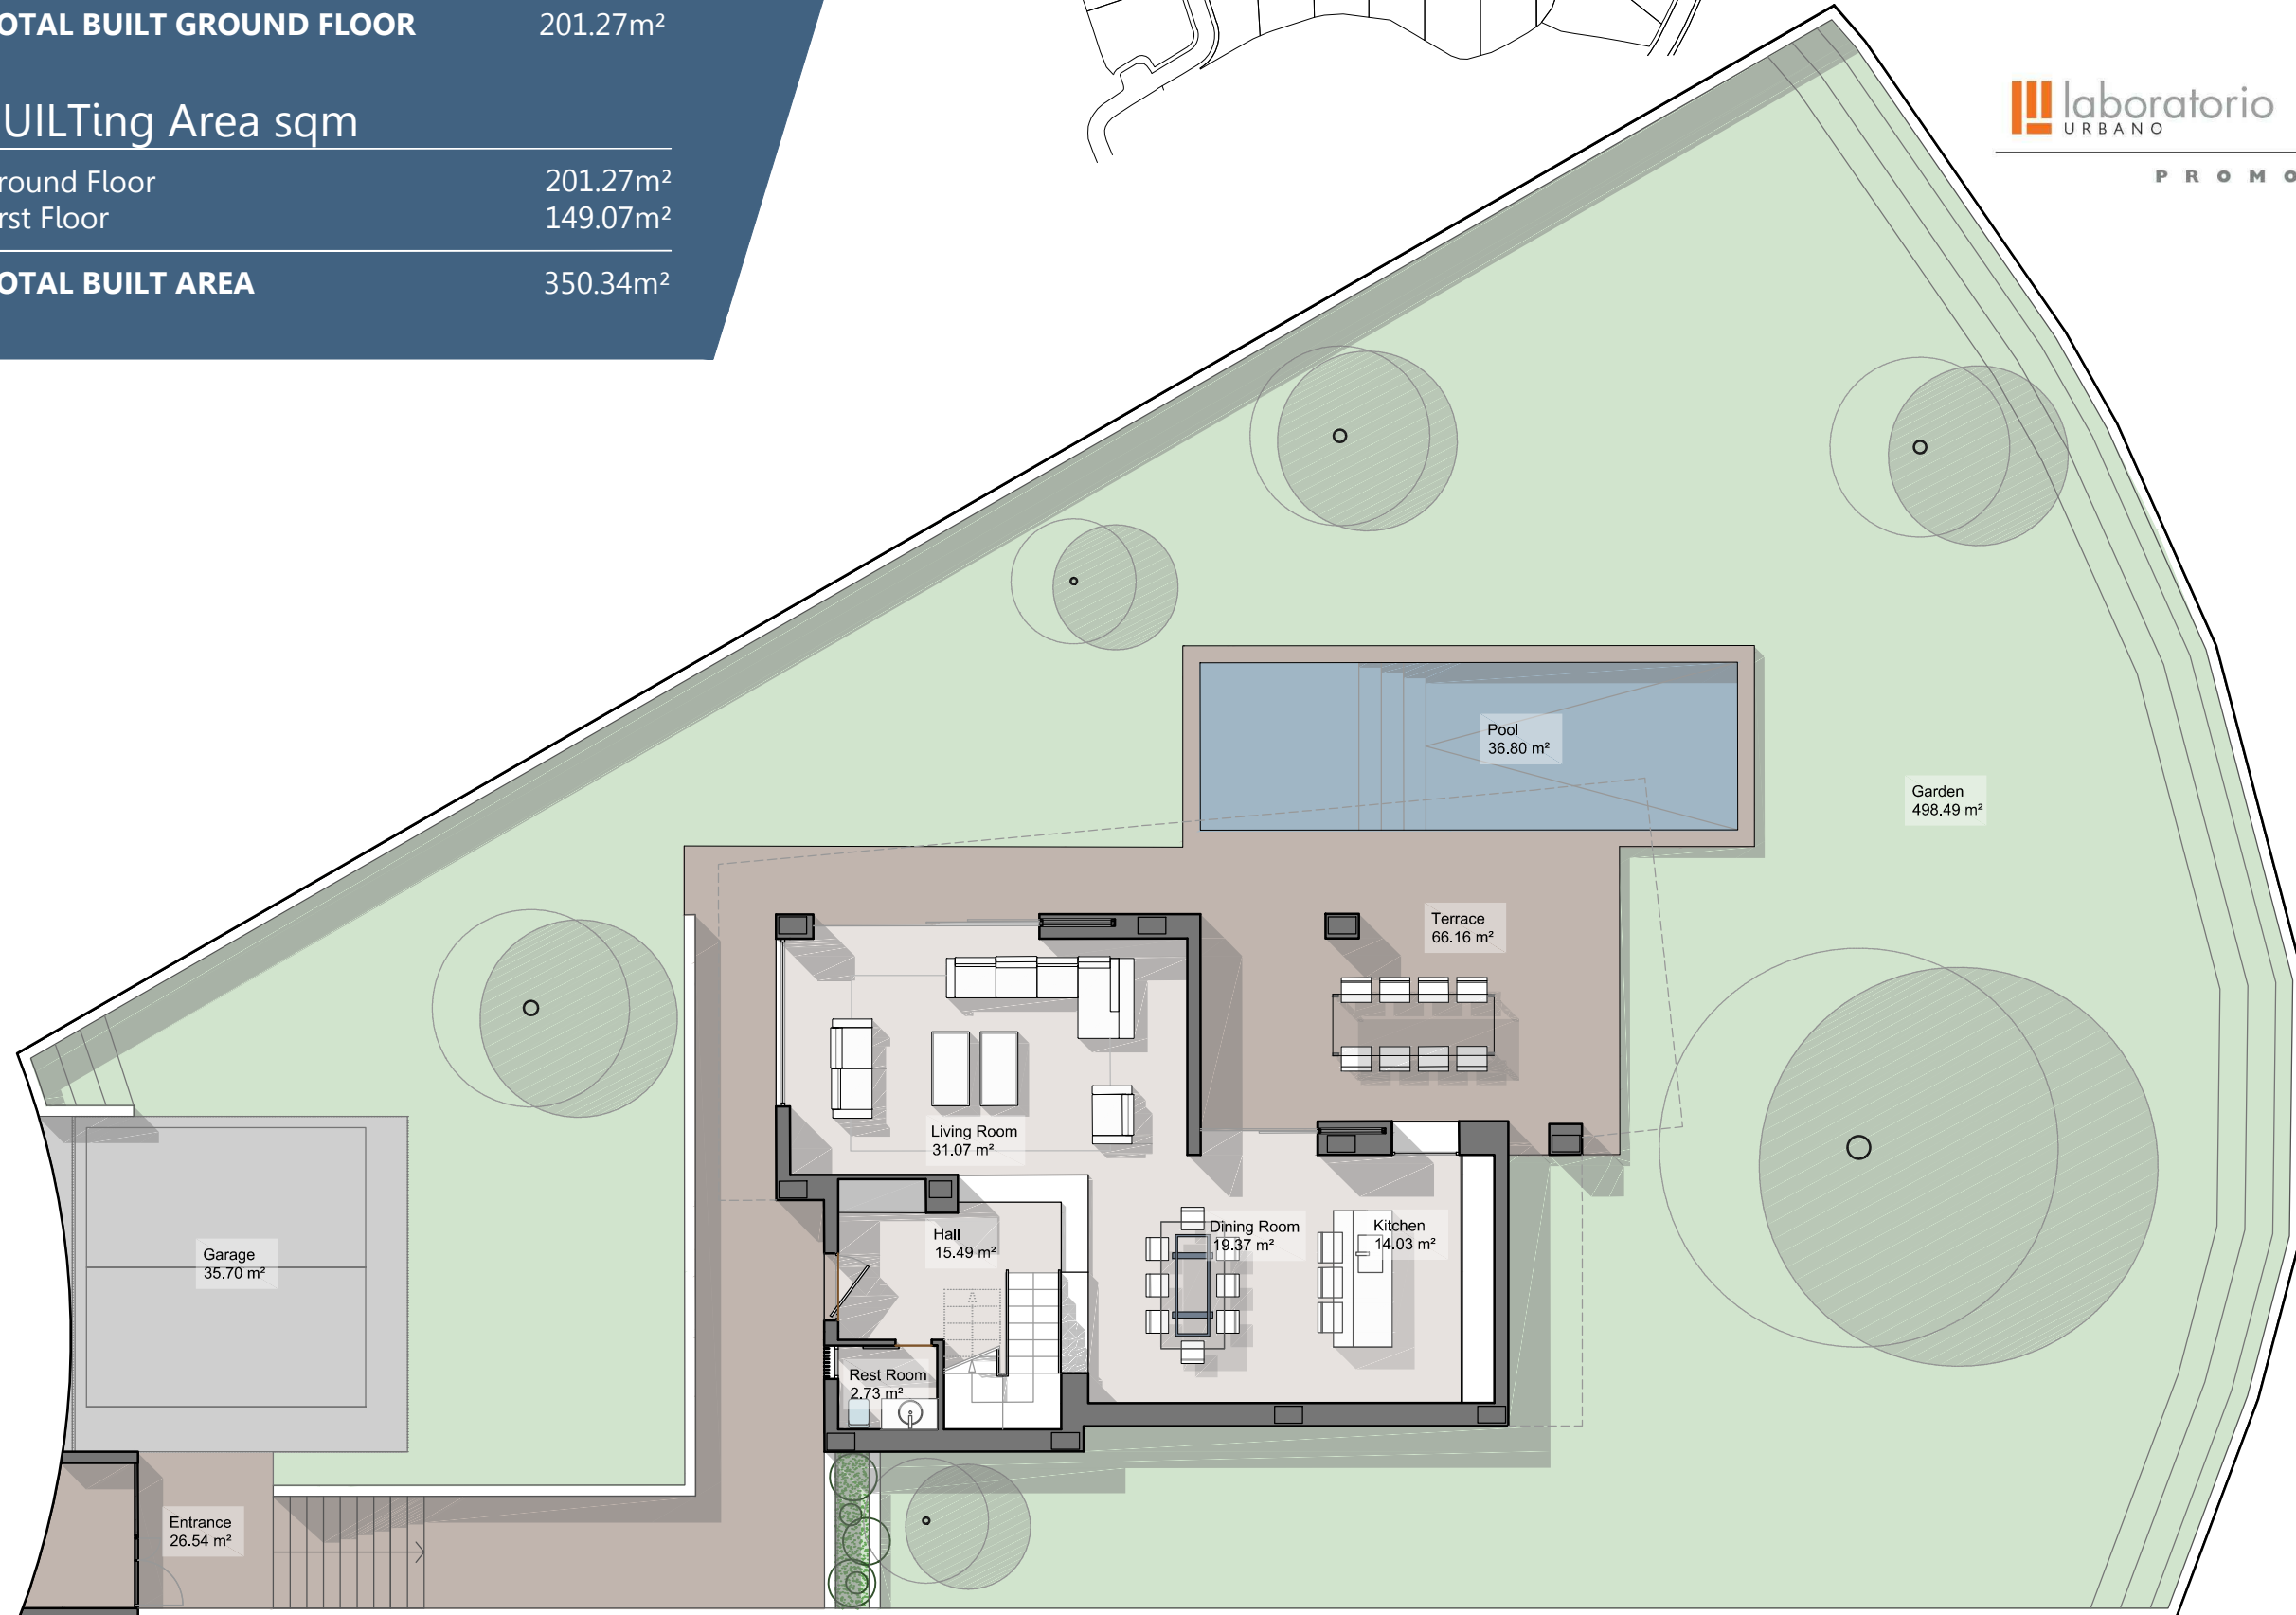 OTAL BUILT GROUND FLOOR 201.27m²
UILTing Area sqm
round Floor 201.27m²
rst Floor 149.07m²
OTAL BUILT AREA 350.34m²
laboratorio
URBANO
PROMO
Pool
36.80 m²
Garden
498.49 m²
Terrace
66.16 m²
Living Room
31.07 m²
Hall
15.49 m²
Dining Room
19.37 m²
Kitchen
14.03 m²
Garage
35.70 m²
Rest Room
2.73 m²
Entrance
26.54 m²